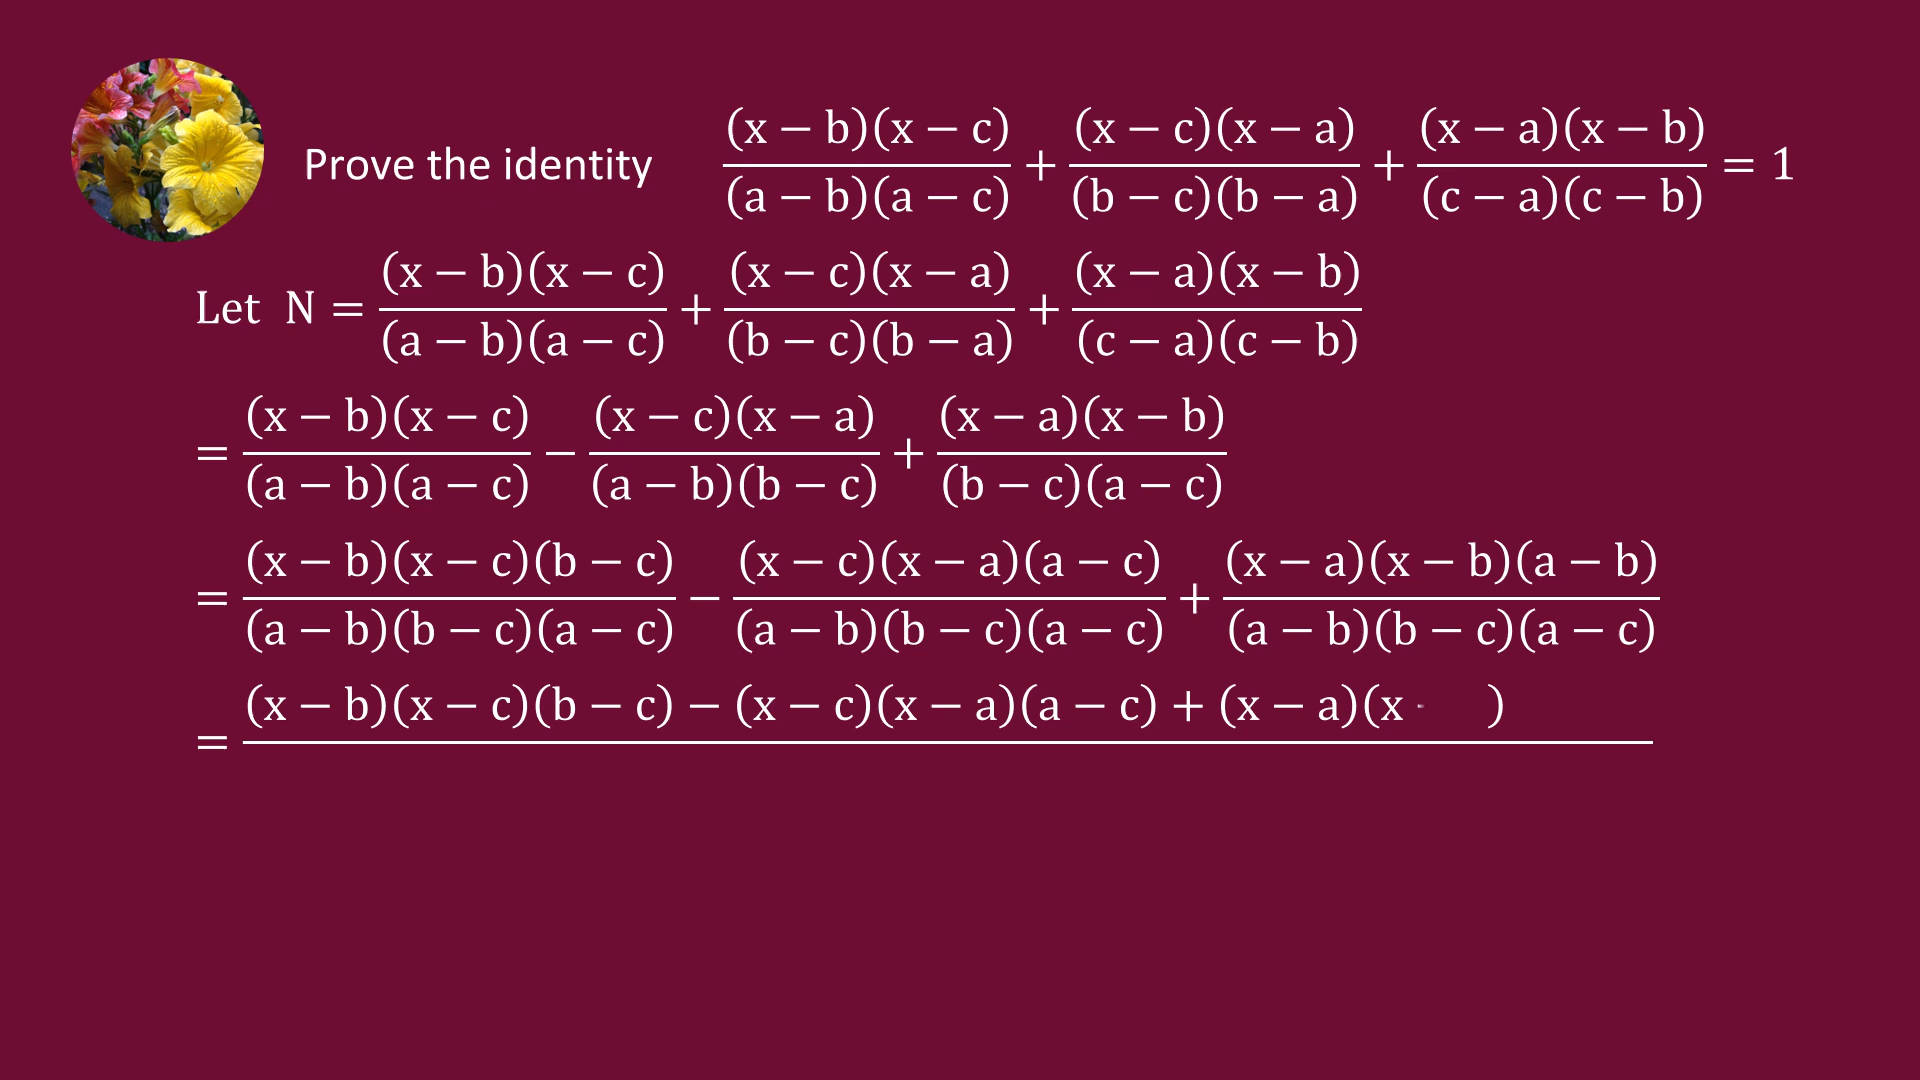 Prove the identity (x − b)(x − c)/(a − b)(a − c) + (x − c)(x − a)/(b − c)(b − a) + (x − a)(x − b)/(c − a)(c − b) = 1
Let N = (x − b)(x − c)/(a − b)(a − c) + (x − c)(x − a)/(b − c)(b − a) + (x − a)(x − b)/(c − a)(c − b)
= (x − b)(x − c)/(a − b)(a − c) − (x − c)(x − a)/(a − b)(b − c) + (x − a)(x − b)/(b − c)(a − c)
= (x − b)(x − c)(b − c)/(a − b)(b − c)(a − c) − (x − c)(x − a)(a − c)/(a − b)(b − c)(a − c) + (x − a)(x − b)(a − b)/(a − b)(b − c)(a − c)
= (x − b)(x − c)(b − c) − (x − c)(x − a)(a − c) + (x − a)(x )